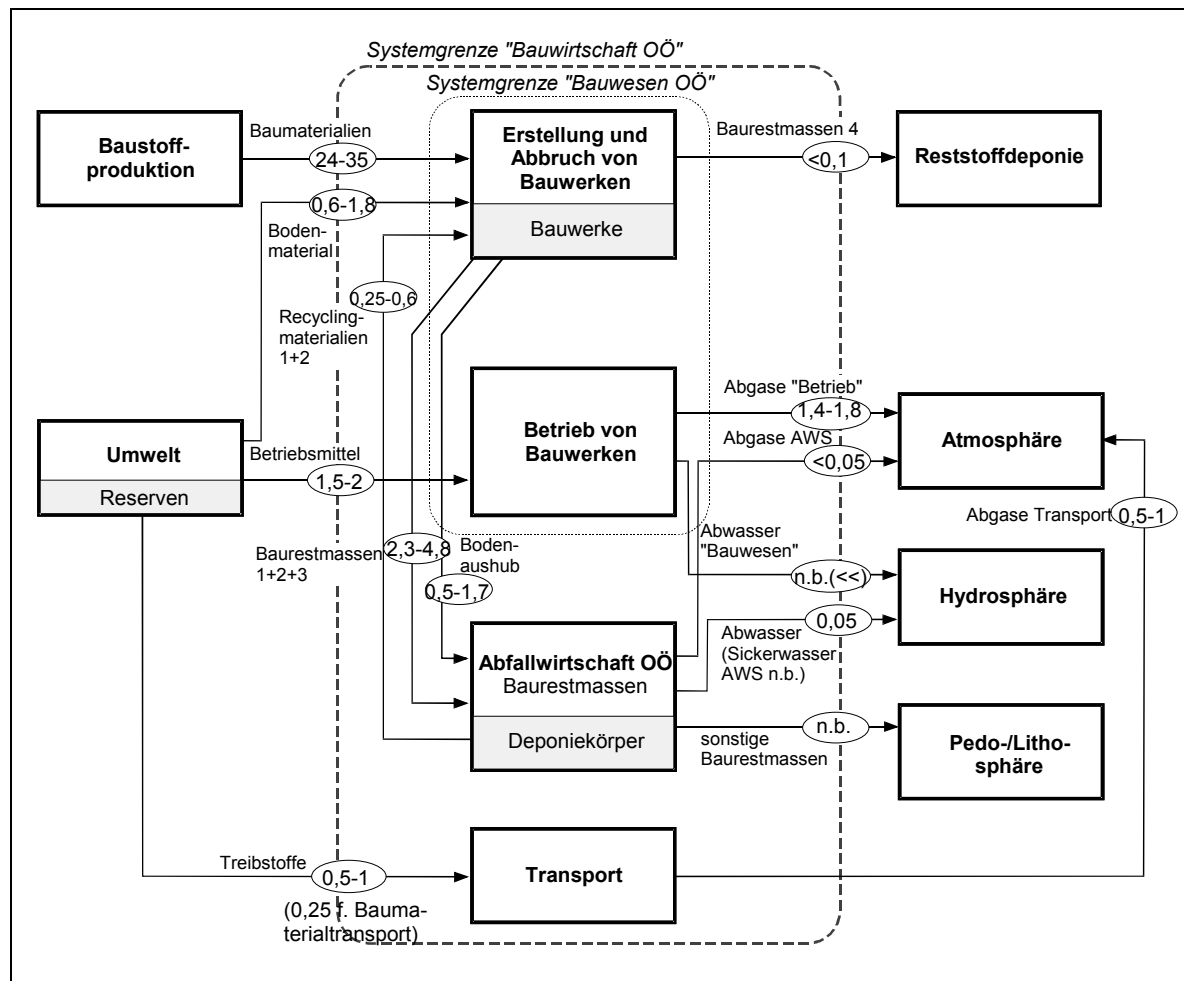 Systemgrenze "Bauwirtschaft OÖ"
Systemgrenze "Bauwesen OÖ"
Baustoff-
produktion
Baumaterialien
24-35
Erstellung und
Abbruch von
Bauwerken
Bauwerke
Baurestmassen 4
<0,1
Reststoffdeponie
0,6-1,8
Boden-
material
0,25-0,6
Recycling-
materialien
1+2
Umwelt
Reserven
Betriebsmittel
1,5-2
Betrieb von
Bauwerken
Abgase "Betrieb"
1,4-1,8
Abgase AWS
<0,05
Atmosphäre
Abgase Transport
0,5-1
Baurestmassen
1+2+3
2,3-4,8
Boden-
aushub
0,5-1,7
Abwasser
"Bauwesen"
n.b.(<<)
Hydrosphäre
0,05
Abwasser
(Sickerwasser
AWS n.b.)
Abfallwirtschaft OÖ
Baurestmassen
Deponiekörper
n.b.
sonstige
Baurestmassen
Pedo-/Litho-
sphäre
Treibstoffe
0,5-1
(0,25 f. Bauma-
terialtransport)
Transport